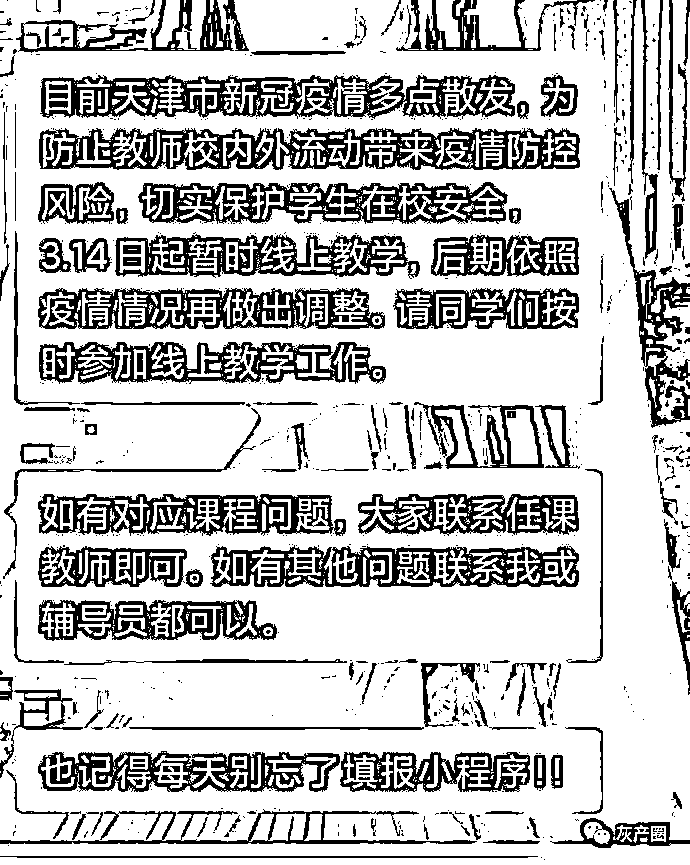 目前天津市新冠疫情多点散发，为
防止教师校内外流动带来疫情防控
风险，切实保护学生在校安全，
3.14日起暂时线上教学，后期依照
疫情情况再做出调整。请同学们按
时参加线上教学工作。
如有对应课程问题，大家联系任课
教师即可。如有其他问题联系我或
辅导员都可以。
也记得每天别忘了填报小程序!!
灰产圈